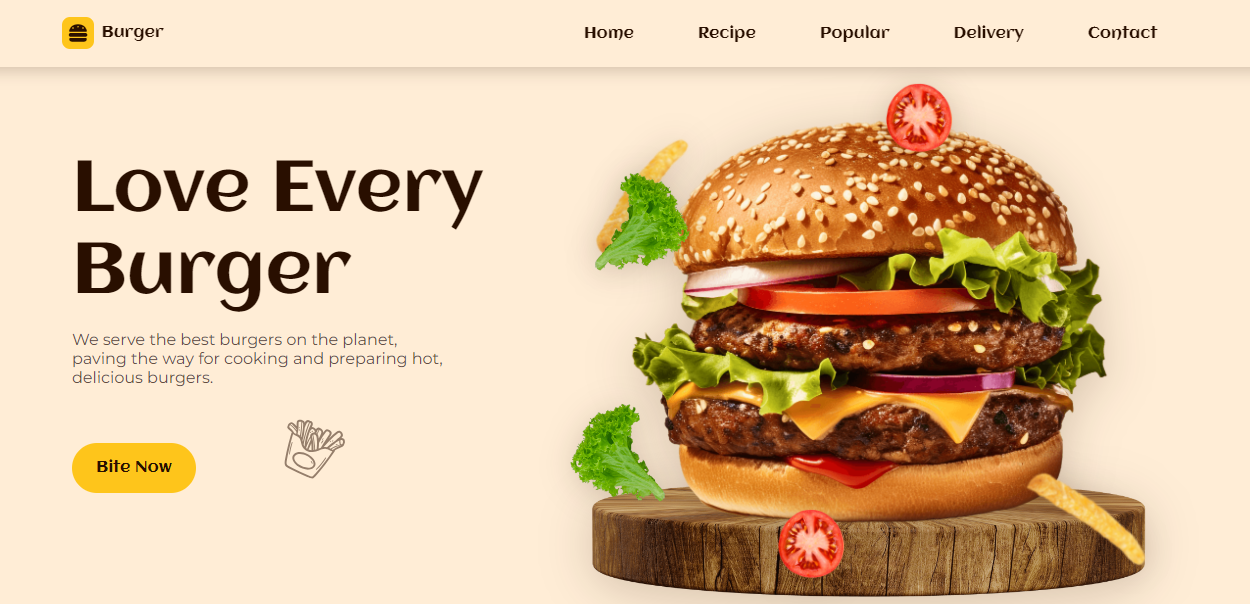 Burger
Home Recipe Popular Delivery Contact
Love Every
Burger
We serve the best burgers on the planet,
paving the way for cooking and preparing hot,
delicious burgers.
Bite Now